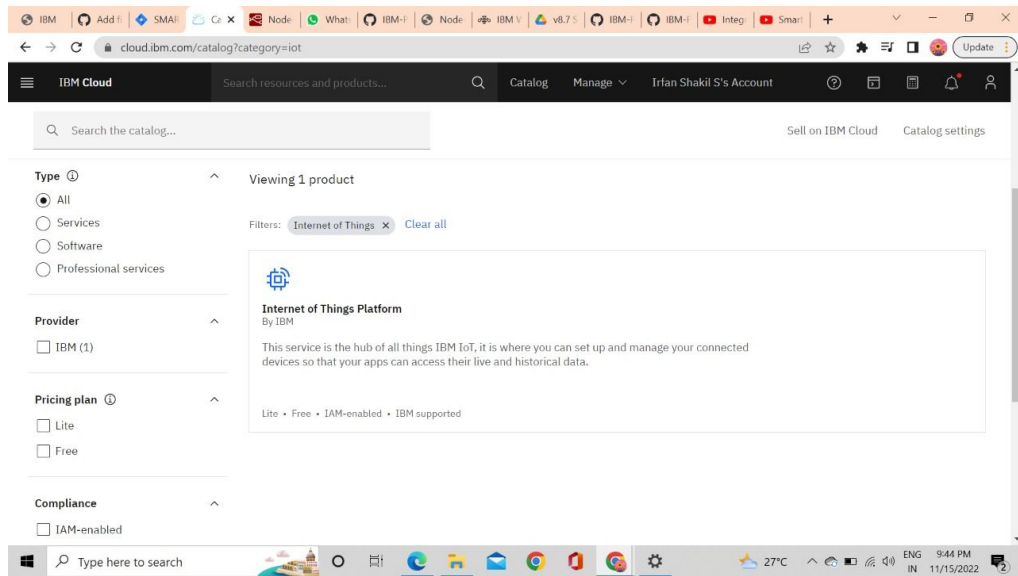 IBM
Add fi
SMAR
Ca
Node
What
IBM-P
Node
IBM W
v8.7 S
IBM-
IBM-
Integ
Smart
cloud.ibm.com/catalog?category=iot
Update
IBM Cloud
Search resources and products...
Catalog
Manage
Irfan Shakil S's Account
Search the catalog...
Sell on IBM Cloud
Catalog settings
Type
All
Services
Software
Professional services
Provider
IBM (1)
Pricing plan
Lite
Free
Compliance
IAM-enabled
Viewing 1 product
Filters: Internet of Things Clear all
Internet of Things Platform
By IBM
This service is the hub of all things IBM IoT, it is where you can set up and manage your connected
devices so that your apps can access their live and historical data.
Lite • Free • IAM-enabled • IBM supported
Type here to search
27°C
ENG
IN
9:44 PM
11/15/2022
2